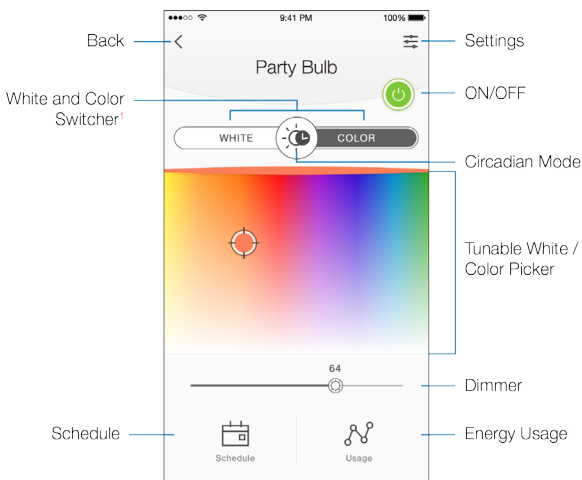 9:41 PM 100%
Back
Settings
Party Bulb
ON/OFF
White and Color
Switcher1
WHITE COLOR
Circadian Mode
Tunable White /
Color Picker
64
Dimmer
Schedule
Energy Usage
Schedule Usage